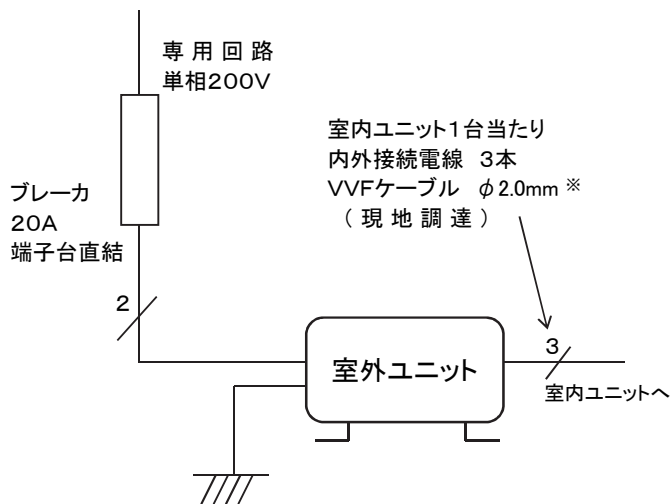 専用回路
単相200V
室内ユニット1台当たり
内外接続電線 3本
VVFケーブル φ2.0mm※
(現地調達)
ブレーカ
20A
端子台直結
2
3
室外ユニット
室内ユニットへ